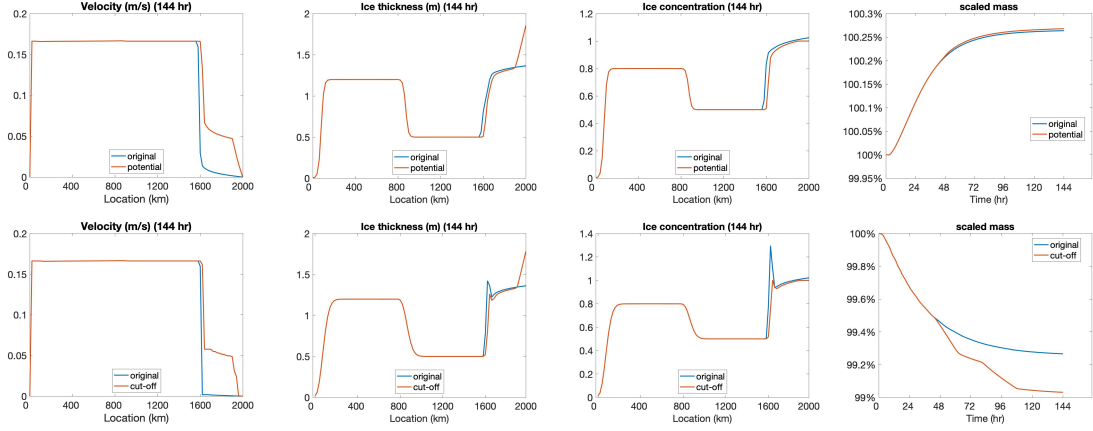 Velocity (m/s) (144 hr)
0.2
0.15
0.1
0.05
0
original
potential
0 400 800 1200 1600 2000
Location (km)
Ice thickness (m) (144 hr)
2
1.5
1
0.5
0
original
potential
0 400 800 1200 1600 2000
Location (km)
Ice concentration (144 hr)
1.2
1
0.8
0.6
0.4
0.2
0
original
potential
0 400 800 1200 1600 2000
Location (km)
scaled mass
100.3%
100.25%
100.2%
100.15%
100.1%
100.05%
100%
99.95%
original
potential
0 24 48 72 96 120 144
Time (hr)
Velocity (m/s) (144 hr)
0.2
0.15
0.1
0.05
0
original
cut-off
0 400 800 1200 1600 2000
Location (km)
Ice thickness (m) (144 hr)
2
1.5
1
0.5
0
original
cut-off
0 400 800 1200 1600 2000
Location (km)
Ice concentration (144 hr)
1.4
1.2
1
0.8
0.6
0.4
0.2
0
original
cut-off
0 400 800 1200 1600 2000
Location (km)
scaled mass
100%
99.8%
99.6%
99.4%
99.2%
99%
original
cut-off
0 24 48 72 96 120 144
Time (hr)